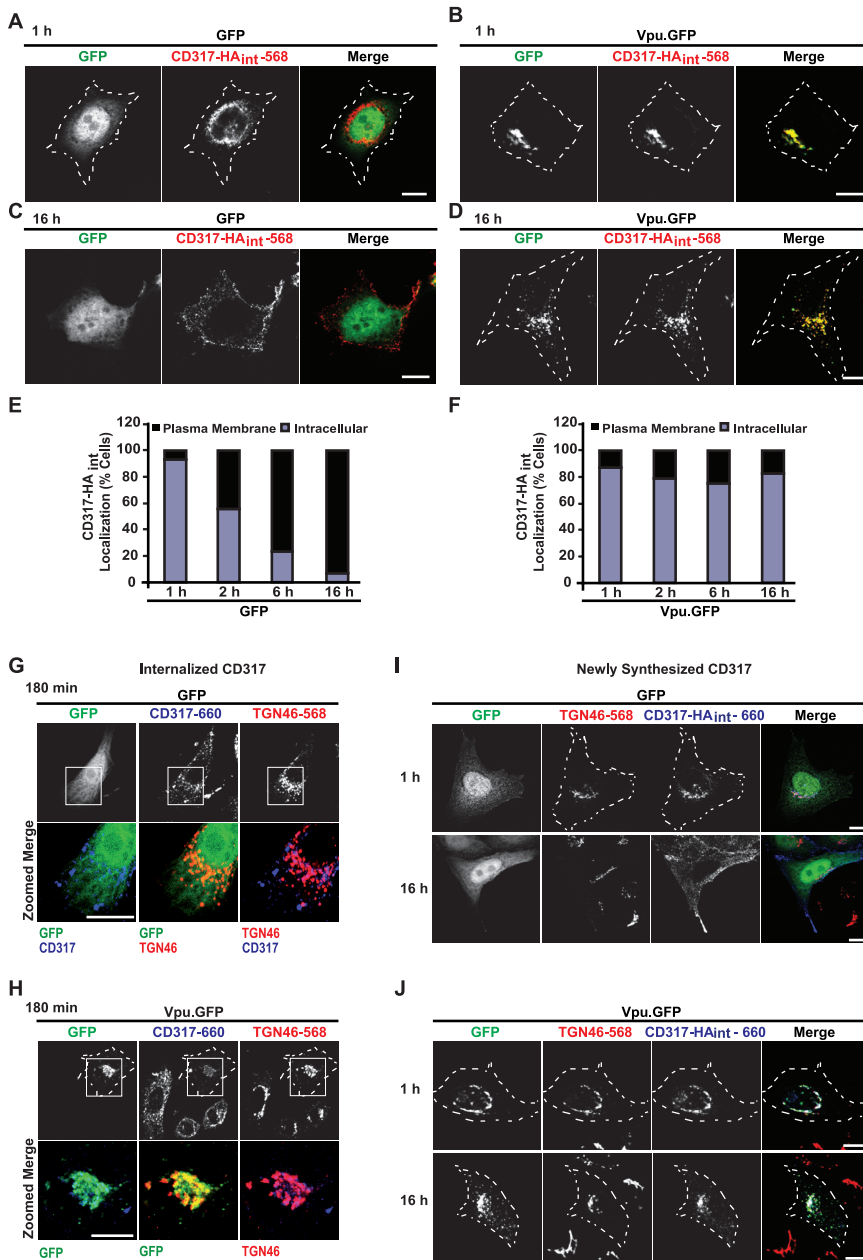 A
1 h
GFP
GFP CD317-HAint-568 Merge
B
1 h
Vpu.GFP
GFP CD317-HAint-568 Merge
C
16 h
GFP
GFP CD317-HAint-568 Merge
D
16 h
Vpu.GFP
GFP CD317-HAint-568 Merge
E
CD317-HA int
Localization (% Cells)
120
100
80
60
40
20
0
Plasma Membrane Intracellular
1 h 2 h 6 h 16 h
GFP
F
CD317-HA int
Localization (% Cells)
120
100
80
60
40
20
0
Plasma Membrane Intracellular
1 h 2 h 6 h 16 h
Vpu.GFP
G
Internalized CD317
180 min
GFP
GFP CD317-660 TGN46-568
Zoomed Merge
GFP GFP TGN46
CD317 TGN46 CD317
H
180 min
Vpu.GFP
GFP CD317-660 TGN46-568
Zoomed Merge
GFP GFP TGN46
I
Newly Synthesized CD317
GFP
GFP TGN46-568 CD317-HAint- 660 Merge
1 h
16 h
J
Vpu.GFP
GFP TGN46-568 CD317-HAint - 660 Merge
1 h
16 h